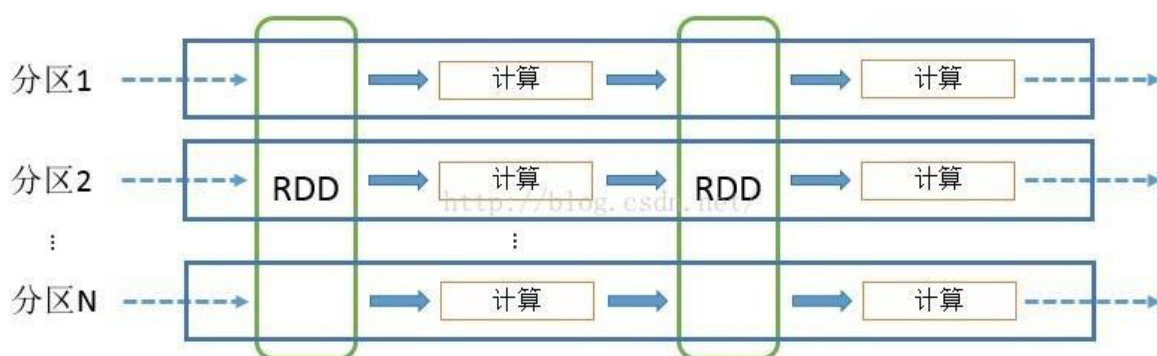 分区1 计算 计算
分区2 RDD 计算 RDD 计算
http://blog.csdn.net/
⋮ ⋮
分区N 计算 计算